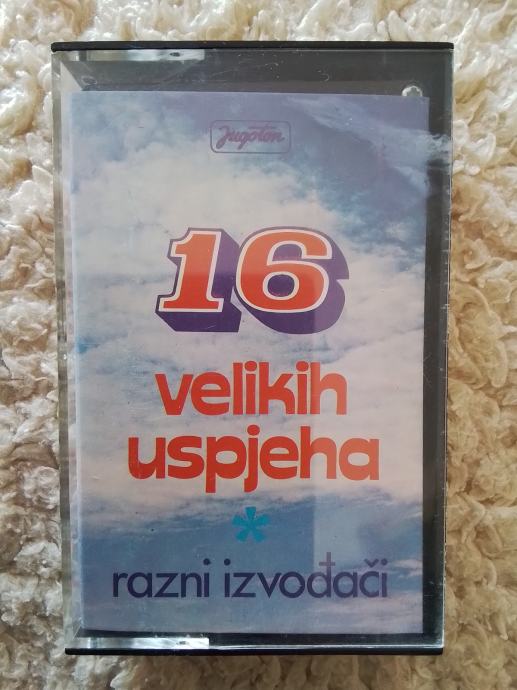 Jugoton
16
velikih
uspjeha
*
razni izvođači